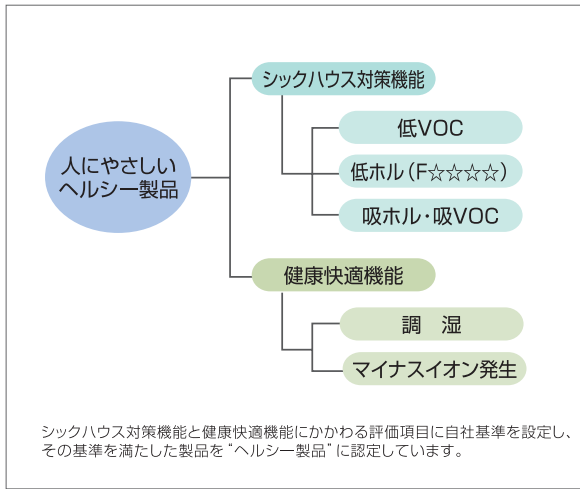 人にやさしい
ヘルシー製品
シックハウス対策機能
低VOC
低ホル（F☆☆☆☆）
吸ホル・吸VOC
健康快適機能
調　湿
マイナスイオン発生
シックハウス対策機能と健康快適機能にかかわる評価項目に自社基準を設定し、
その基準を満たした製品を“ヘルシー製品”に認定しています。